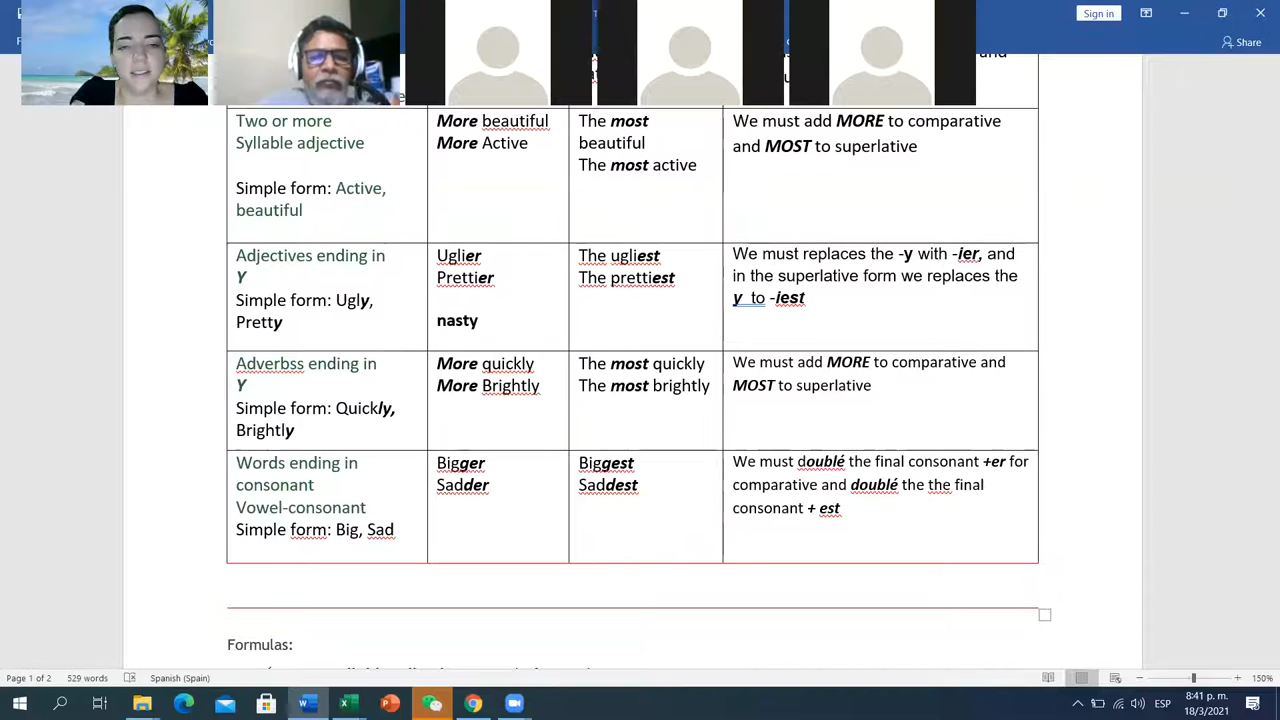 Sign in
Share
and
Two or more
Syllable adjective
Simple form: Active,
beautiful
More beautiful
More Active
The most
beautiful
The most active
We must add MORE to comparative
and MOST to superlative
Adjectives ending in
Y
Simple form: Ugly,
Pretty
Uglier
Prettier
nasty
The ugliest
The prettiest
We must replaces the -y with -ier, and
in the superlative form we replaces the
y to -iest
Adverbss ending in
Y
Simple form: Quickly,
Brightly
More quickly
More Brightly
The most quickly
The most brightly
We must add MORE to comparative and
MOST to superlative
Words ending in
consonant
Vowel-consonant
Simple form: Big, Sad
Bigger
Sadder
Biggest
Saddest
We must doublé the final consonant +er for
comparative and doublé the the final
consonant + est
Formulas:
Page 1 of 2 529 words Spanish (Spain) 150%
ESP
8:41 p. m.
18/3/2021